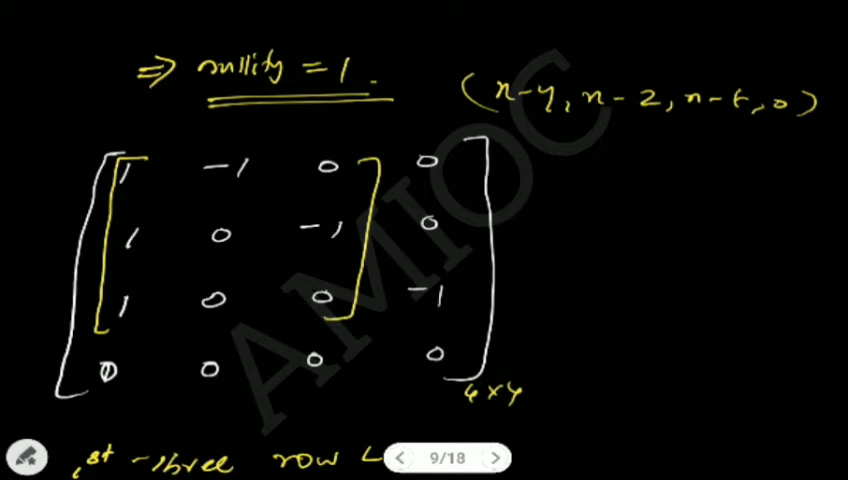 ⇒ nullity = 1.
(x-y, x-z, x-t, 0)
1 -1 0 0
1 0 -1 0
1 0 0 -1
0 0 0 0
4×4
1st three row L
9/18
AMIOC